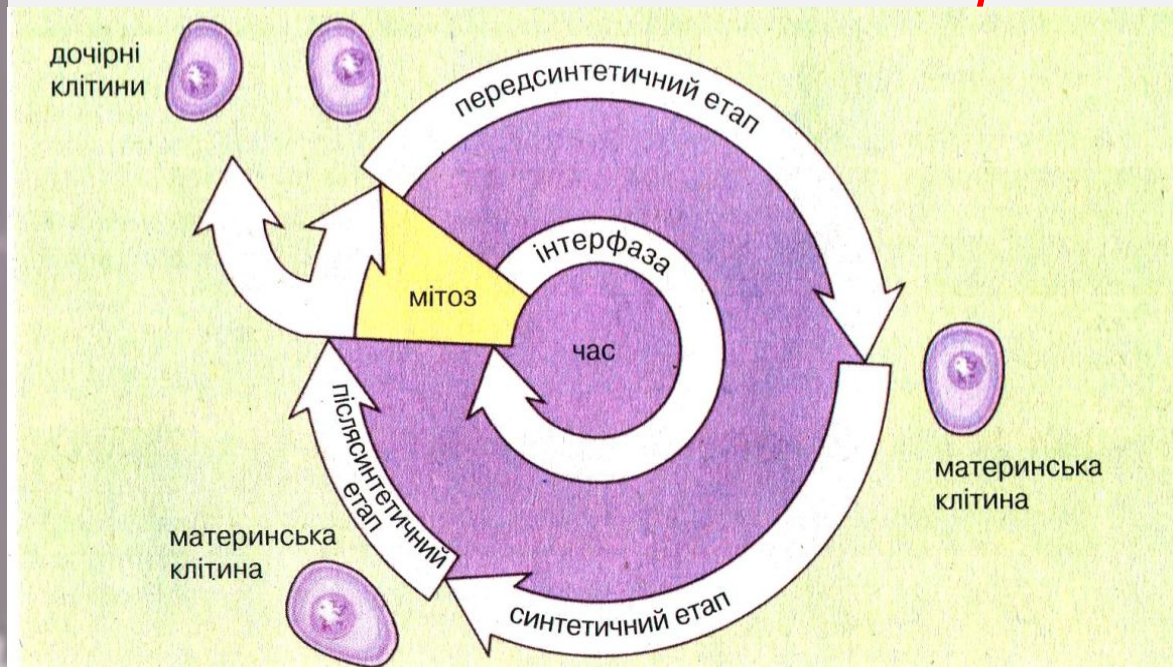 дочірні
клітини
передсинтетичний етап
інтерфаза
мітоз
час
післясинтетичний
етап
материнська
клітина
материнська
клітина
синтетичний етап